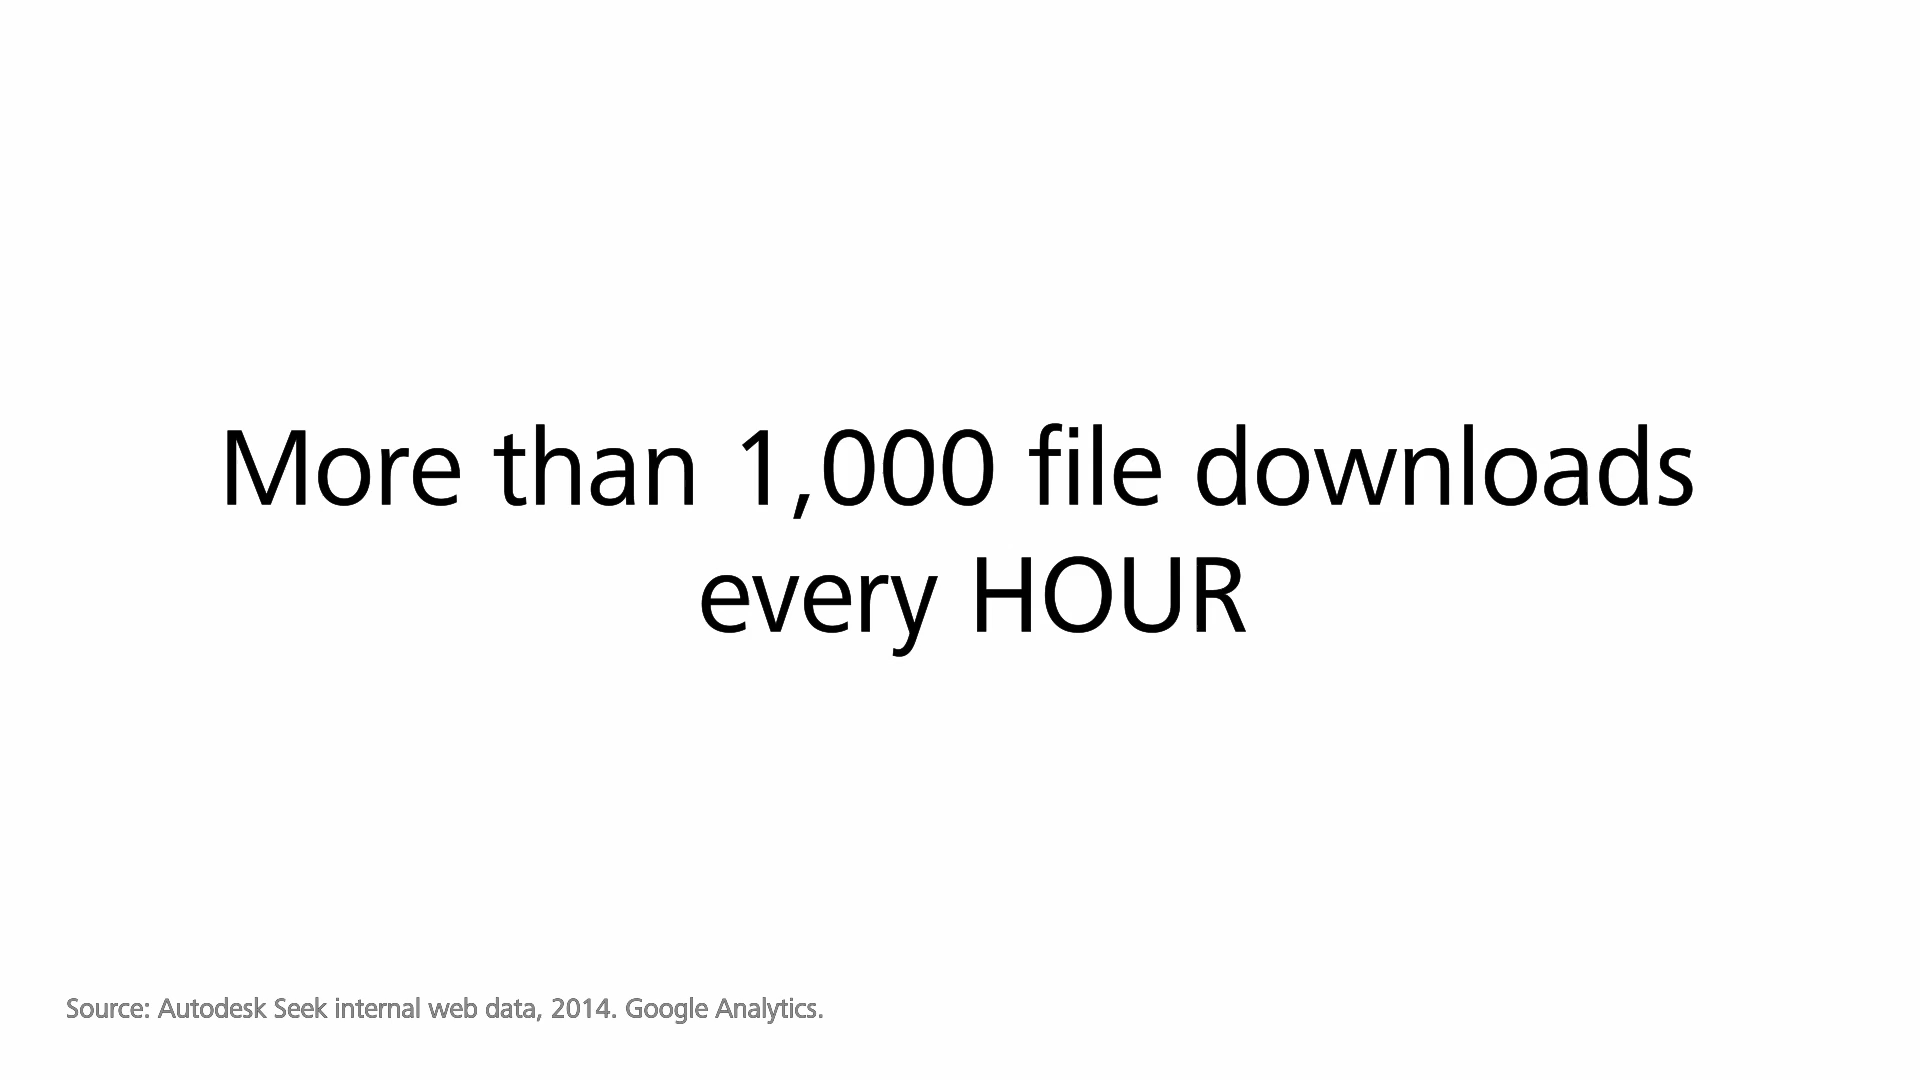 More than 1,000 file downloads
every HOUR
Source: Autodesk Seek internal web data, 2014. Google Analytics.